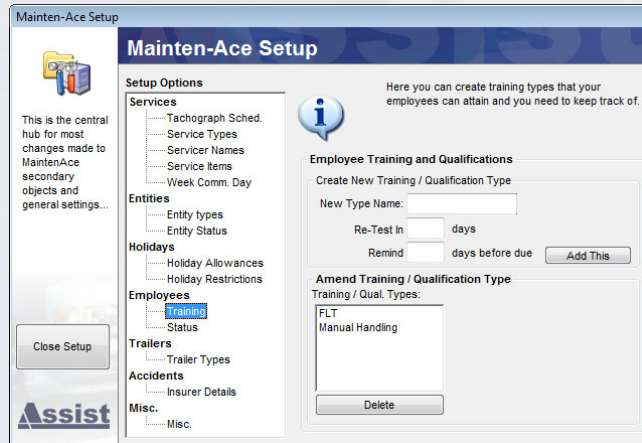 Mainten-Ace Setup
Mainten-Ace Setup
This is the central
hub for most
changes made to
MaintenAce
secondary
objects and
general settings...
Close Setup
Assist
Setup Options
Services
Tachograph Sched.
Service Types
Servicer Names
Service Items
Week Comm. Day
Entities
Entity types
Entity Status
Holidays
Holiday Allowances
Holiday Restrictions
Employees
Training
Status
Trailers
Trailer Types
Accidents
Insurer Details
Misc.
Misc.
Here you can create training types that your
employees can attain and you need to keep track of.
Employee Training and Qualifications
Create New Training / Qualification Type
New Type Name:
Re-Test In days
Remind days before due Add This
Amend Training / Qualification Type
Training / Qual. Types:
FLT
Manual Handling
Delete